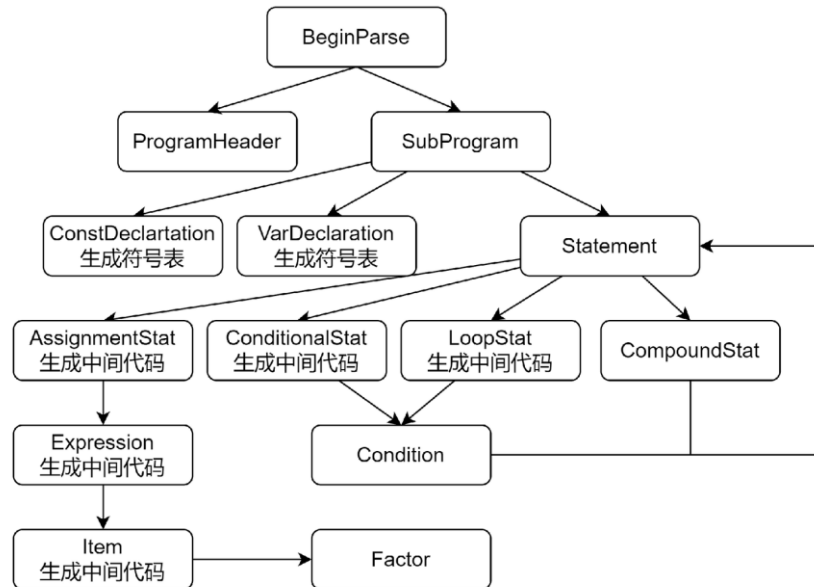 BeginParse
ProgramHeader
SubProgram
ConstDeclartation
生成符号表
VarDeclaration
生成符号表
Statement
AssignmentStat
生成中间代码
ConditionalStat
生成中间代码
LoopStat
生成中间代码
CompoundStat
Expression
生成中间代码
Condition
Item
生成中间代码
Factor